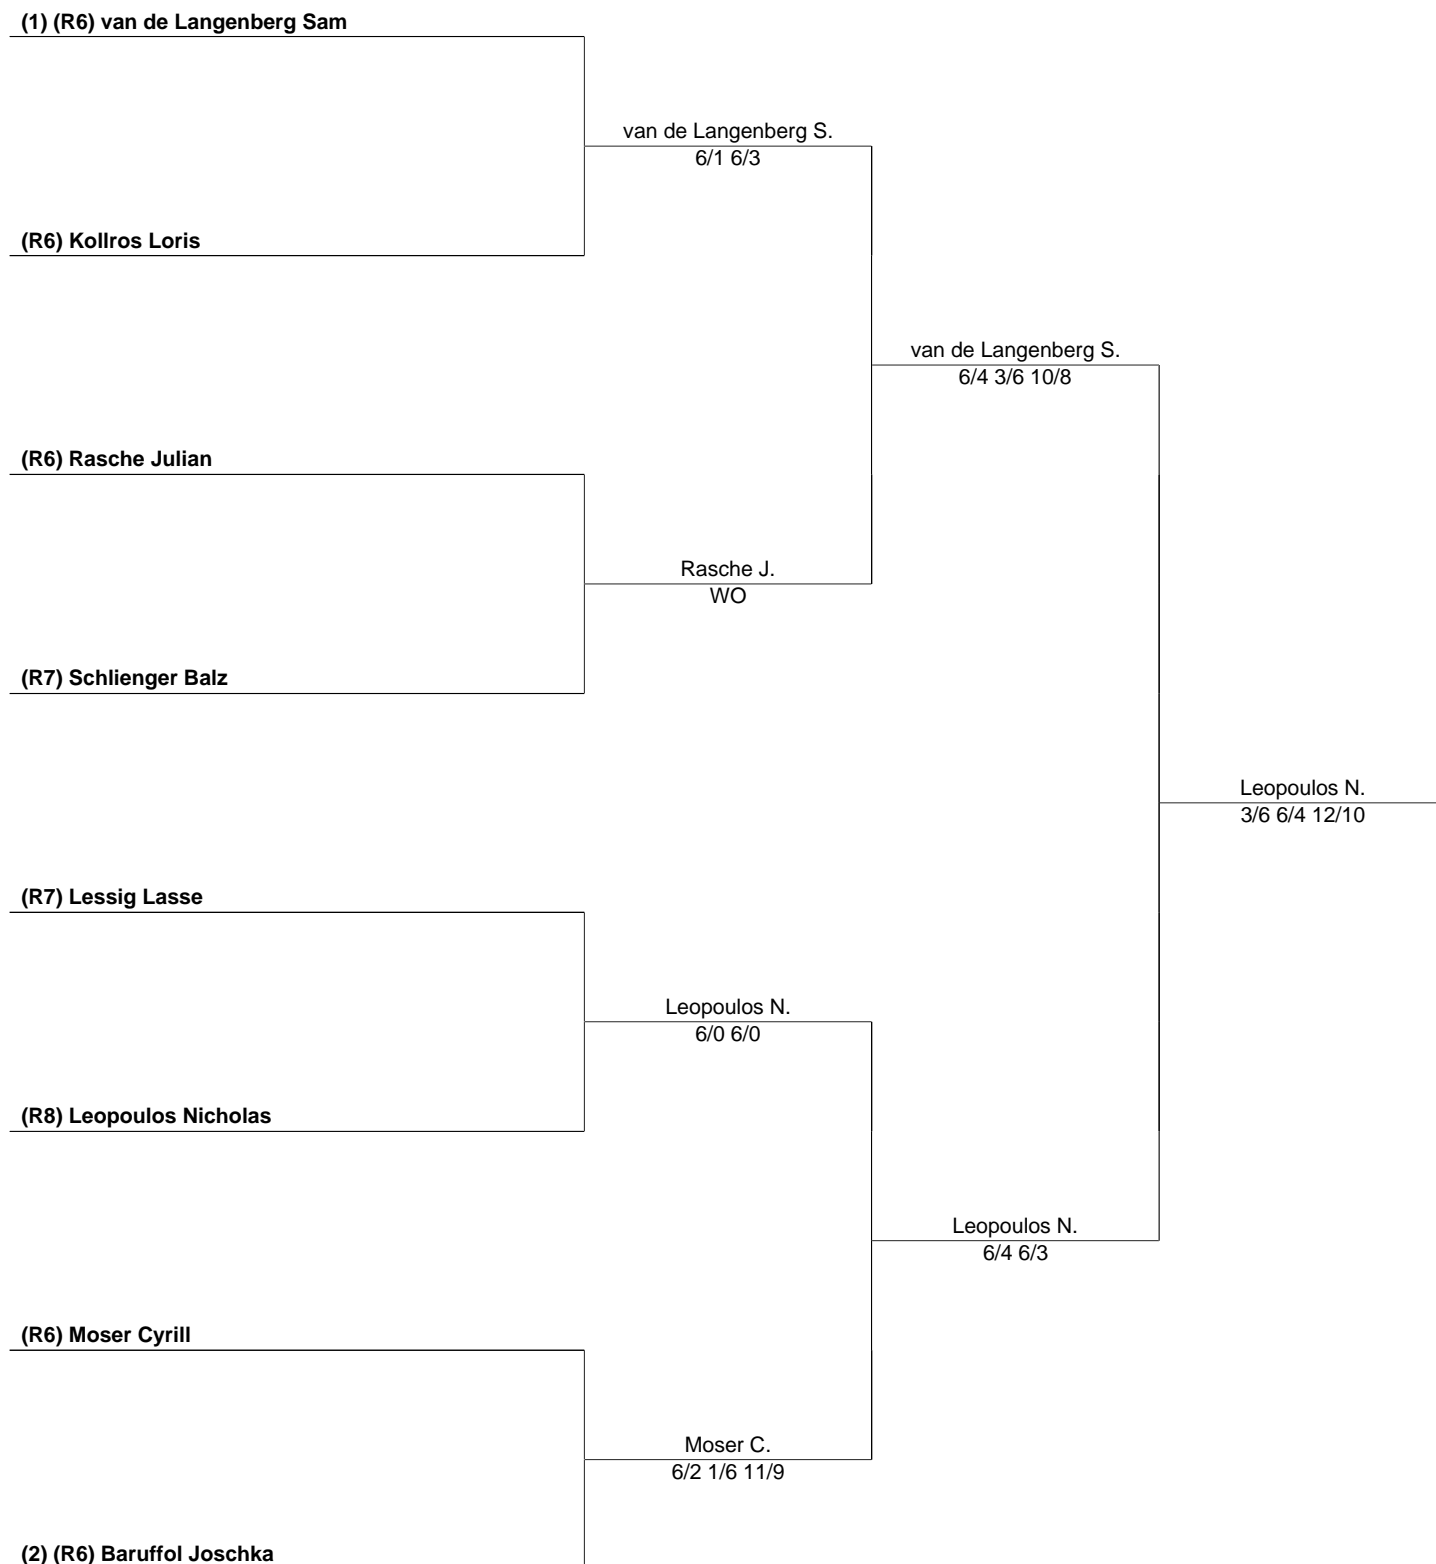 (1) (R6) van de Langenberg Sam
van de Langenberg S.
6/1 6/3
(R6) Kollros Loris
van de Langenberg S.
6/4 3/6 10/8
(R6) Rasche Julian
Rasche J.
WO
(R7) Schlienger Balz
Leopoulos N.
3/6 6/4 12/10
(R7) Lessig Lasse
Leopoulos N.
6/0 6/0
(R8) Leopoulos Nicholas
Leopoulos N.
6/4 6/3
(R6) Moser Cyrill
Moser C.
6/2 1/6 11/9
(2) (R6) Baruffol Joschka